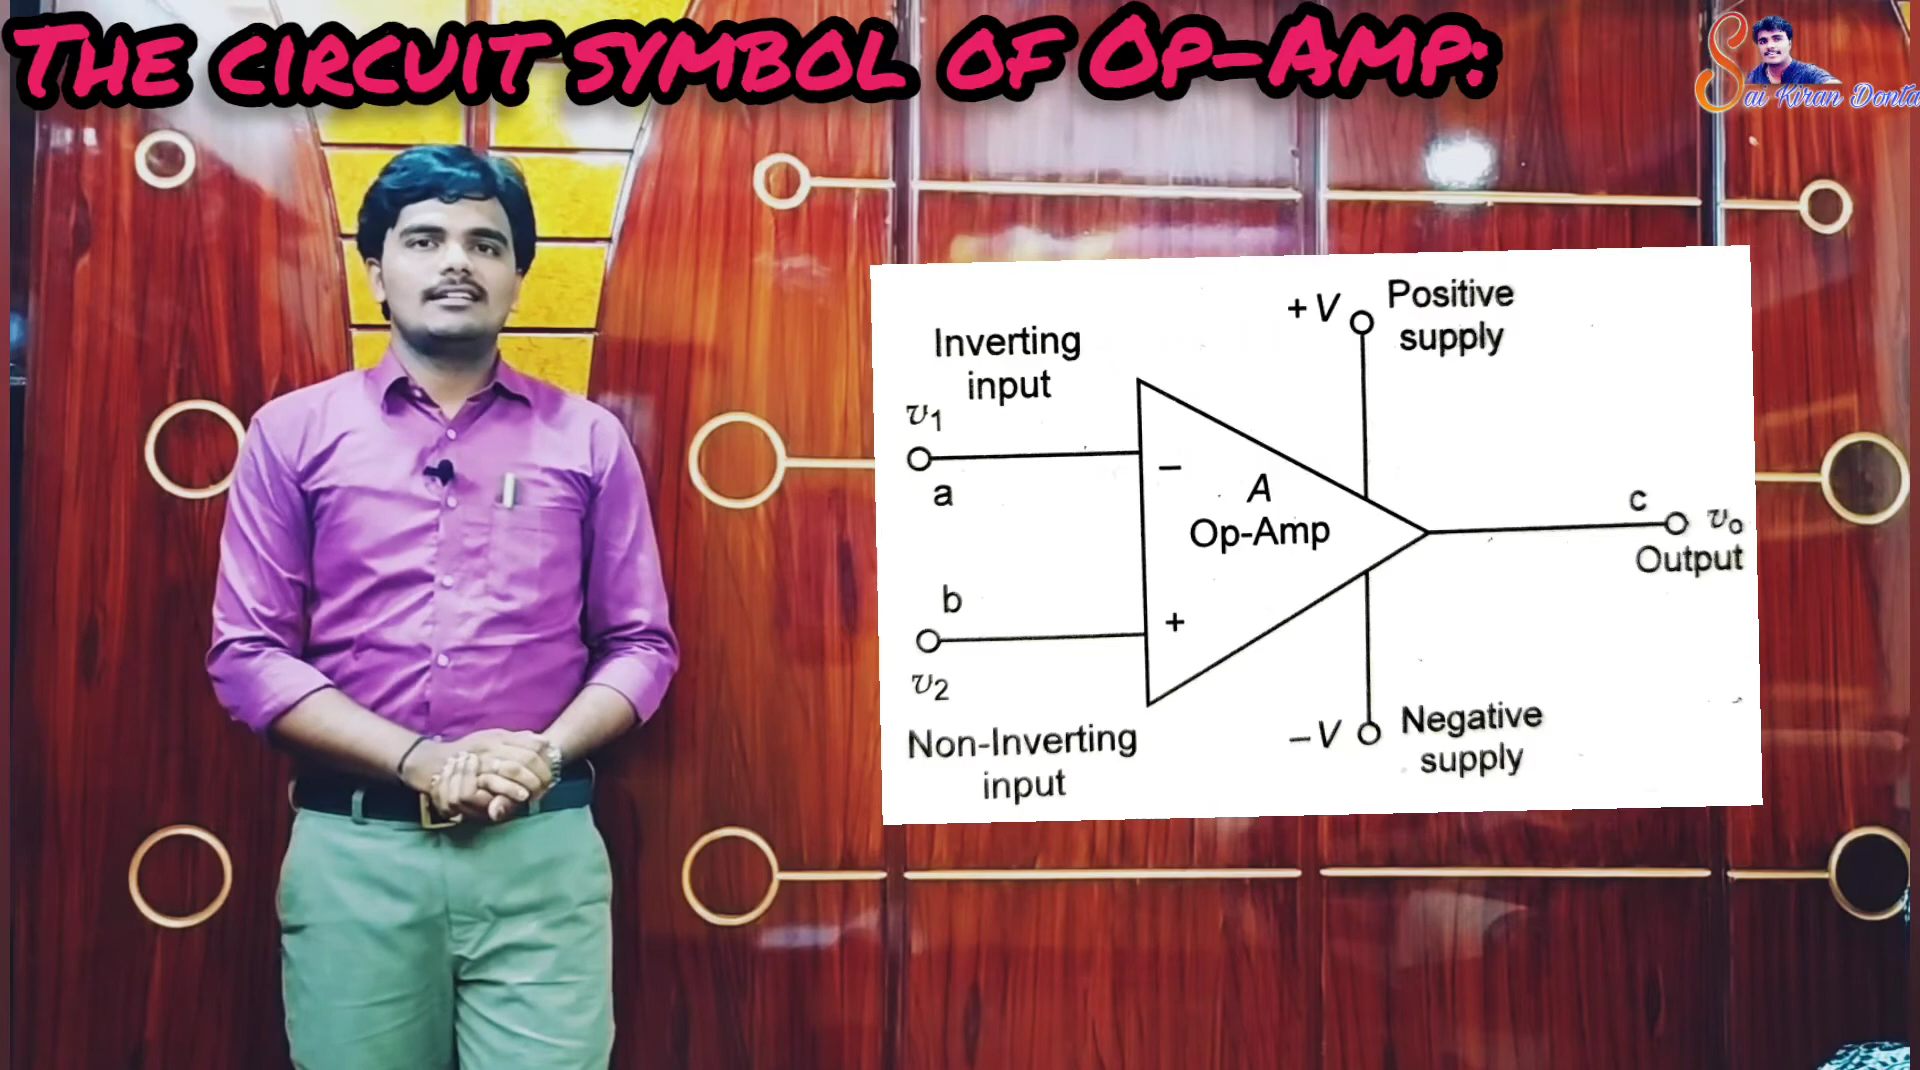 The circuit symbol of Op-Amp:
Sai Kiran Donta
+V
Positive
supply
Inverting
input
v1
a
−
A
Op-Amp
c
vo
Output
b
+
v2
Non-Inverting
input
−V
Negative
supply